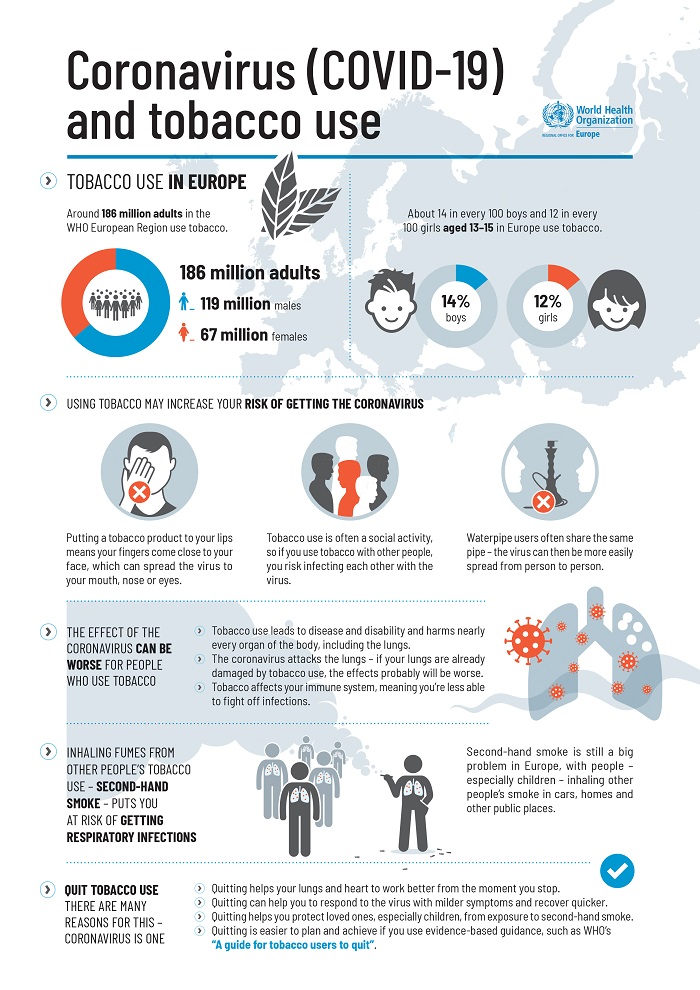 Coronavirus (COVID-19)
and tobacco use
World Health
Organization
REGIONAL OFFICE FOR Europe
TOBACCO USE IN EUROPE
Around 186 million adults in the
WHO European Region use tobacco.
186 million adults
119 million males
67 million females
About 14 in every 100 boys and 12 in every
100 girls aged 13–15 in Europe use tobacco.
14%
boys
12%
girls
USING TOBACCO MAY INCREASE YOUR RISK OF GETTING THE CORONAVIRUS
Putting a tobacco product to your lips
means your fingers come close to your
face, which can spread the virus to
your mouth, nose or eyes.
Tobacco use is often a social activity,
so if you use tobacco with other people,
you risk infecting each other with the
virus.
Waterpipe users often share the same
pipe – the virus can then be more easily
spread from person to person.
THE EFFECT OF THE
CORONAVIRUS CAN BE
WORSE FOR PEOPLE
WHO USE TOBACCO
Tobacco use leads to disease and disability and harms nearly
every organ of the body, including the lungs.
The coronavirus attacks the lungs – if your lungs are already
damaged by tobacco use, the effects probably will be worse.
Tobacco affects your immune system, meaning you're less able
to fight off infections.
INHALING FUMES FROM
OTHER PEOPLE'S TOBACCO
USE – SECOND-HAND
SMOKE – PUTS YOU
AT RISK OF GETTING
RESPIRATORY INFECTIONS
Second-hand smoke is still a big
problem in Europe, with people –
especially children – inhaling other
people's smoke in cars, homes and
other public places.
QUIT TOBACCO USE
THERE ARE MANY
REASONS FOR THIS –
CORONAVIRUS IS ONE
Quitting helps your lungs and heart to work better from the moment you stop.
Quitting can help you to respond to the virus with milder symptoms and recover quicker.
Quitting helps you protect loved ones, especially children, from exposure to second-hand smoke.
Quitting is easier to plan and achieve if you use evidence-based guidance, such as WHO's
"A guide for tobacco users to quit".